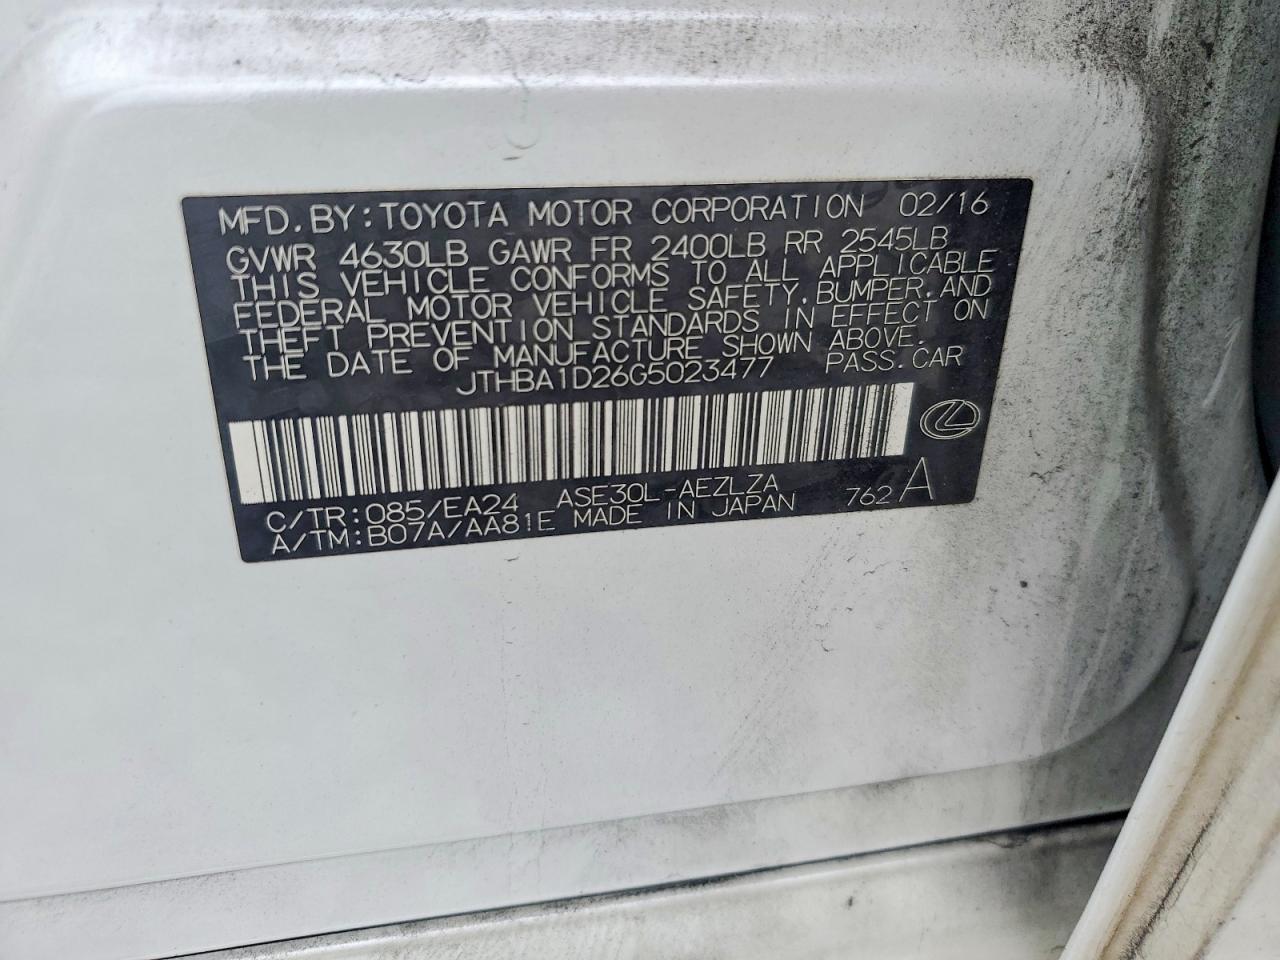 MFD. BY: TOYOTA MOTOR CORPORATION 02/16
GVWR 4630LB GAWR FR 2400LB RR 2545LB
THIS VEHICLE CONFORMS TO ALL APPLICABLE
FEDERAL MOTOR VEHICLE SAFETY, BUMPER, AND
THEFT PREVENTION STANDARDS IN EFFECT ON
THE DATE OF MANUFACTURE SHOWN ABOVE.
JTHBA1D26G5023477 PASS. CAR
C/TR: 085/EA24 ASE30L-AEZLZA 762 A
A/TM: B07A/AA81E MADE IN JAPAN